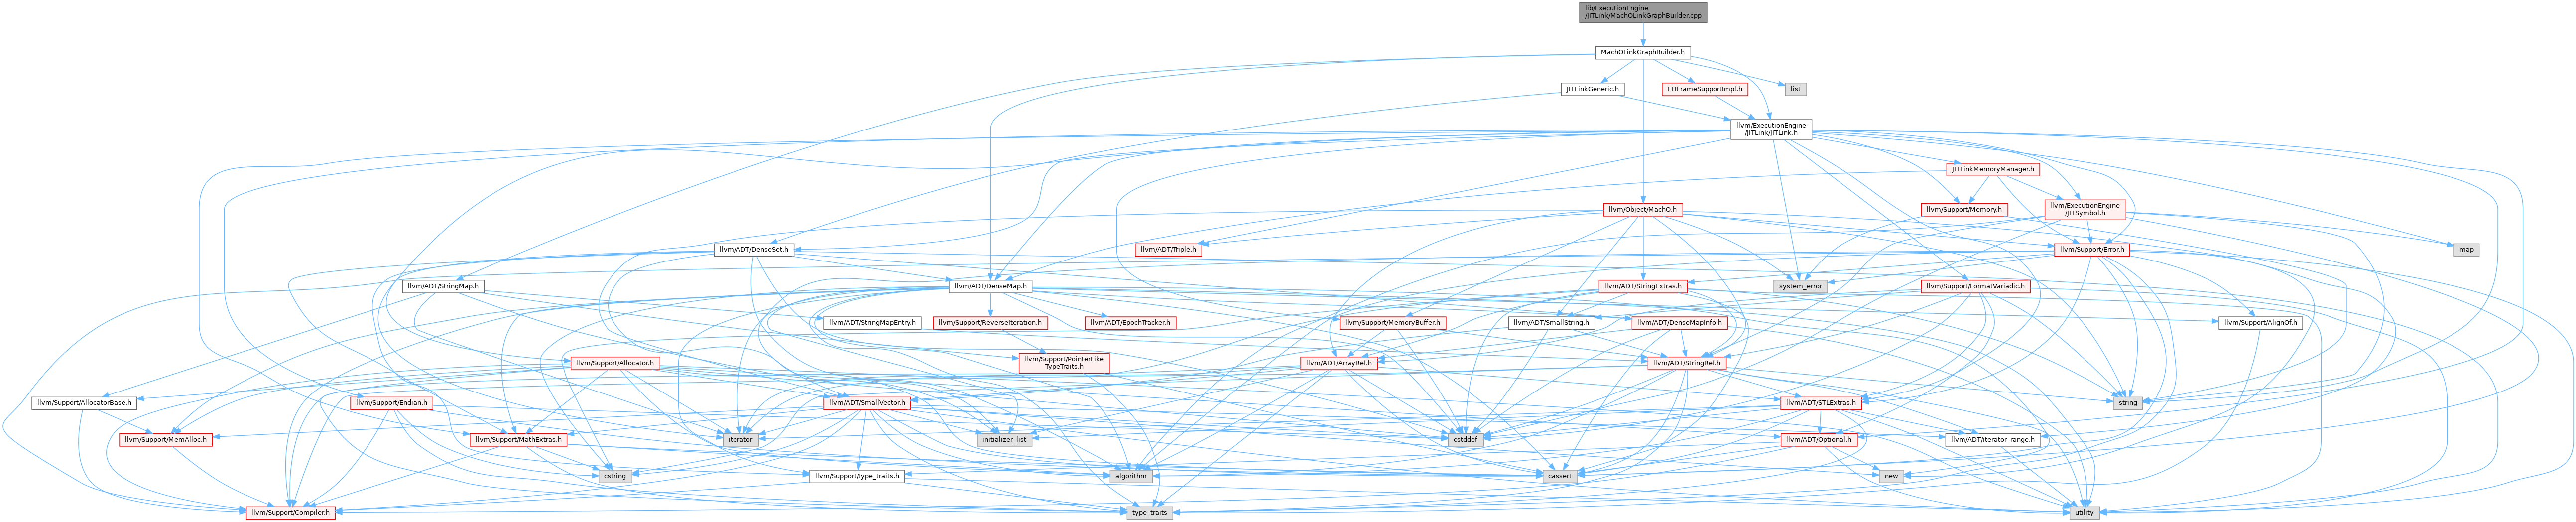 lib/ExecutionEngine
/JITLink/MachOLinkGraphBuilder.cpp
MachOLinkGraphBuilder.h
JITLinkGeneric.h
EHFrameSupportImpl.h
list
llvm/ExecutionEngine
/JITLink/JITLink.h
JITLinkMemoryManager.h
llvm/Object/MachO.h
llvm/Support/Memory.h
llvm/ExecutionEngine
/JITSymbol.h
llvm/ADT/DenseSet.h
llvm/ADT/Triple.h
llvm/Support/Error.h
map
llvm/ADT/StringMap.h
llvm/ADT/DenseMap.h
llvm/ADT/StringExtras.h
system_error
llvm/Support/FormatVariadic.h
llvm/ADT/StringMapEntry.h
llvm/Support/ReverseIteration.h
llvm/ADT/EpochTracker.h
llvm/Support/MemoryBuffer.h
llvm/ADT/SmallString.h
llvm/ADT/DenseMapInfo.h
llvm/Support/AlignOf.h
llvm/Support/Allocator.h
llvm/Support/PointerLike
TypeTraits.h
llvm/ADT/ArrayRef.h
llvm/ADT/StringRef.h
llvm/Support/AllocatorBase.h
llvm/Support/Endian.h
llvm/ADT/SmallVector.h
llvm/ADT/STLExtras.h
string
llvm/Support/MemAlloc.h
llvm/Support/MathExtras.h
iterator
initializer_list
cstddef
llvm/ADT/Optional.h
llvm/ADT/iterator_range.h
cstring
llvm/Support/type_traits.h
algorithm
cassert
new
llvm/Support/Compiler.h
type_traits
utility